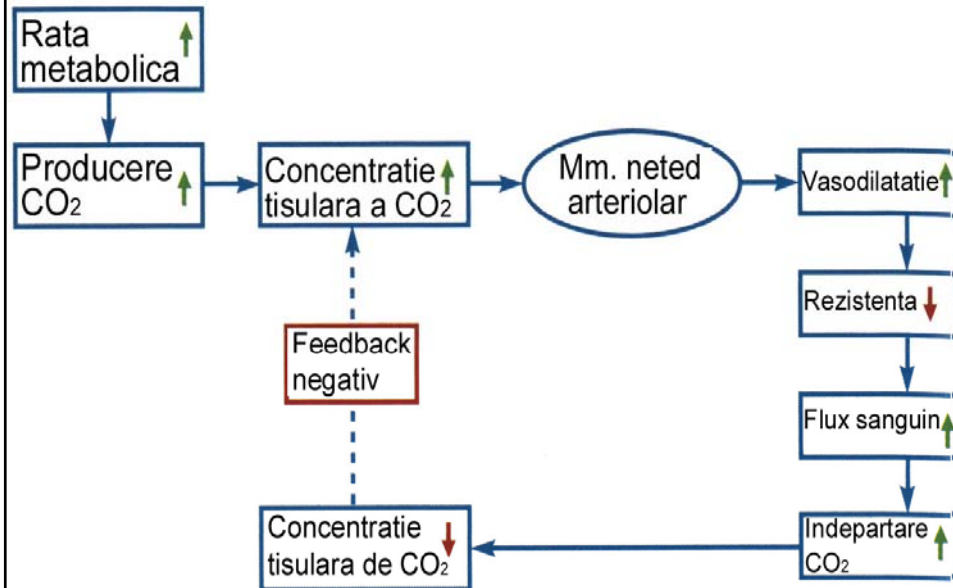 Rata
metabolica
Producere
CO₂
Concentratie
tisulara a CO₂
Mm. neted
arteriolar
Vasodilatatie
Rezistenta
Flux sanguin
Indepartare
CO₂
Concentratie
tisulara de CO₂
Feedback
negativ